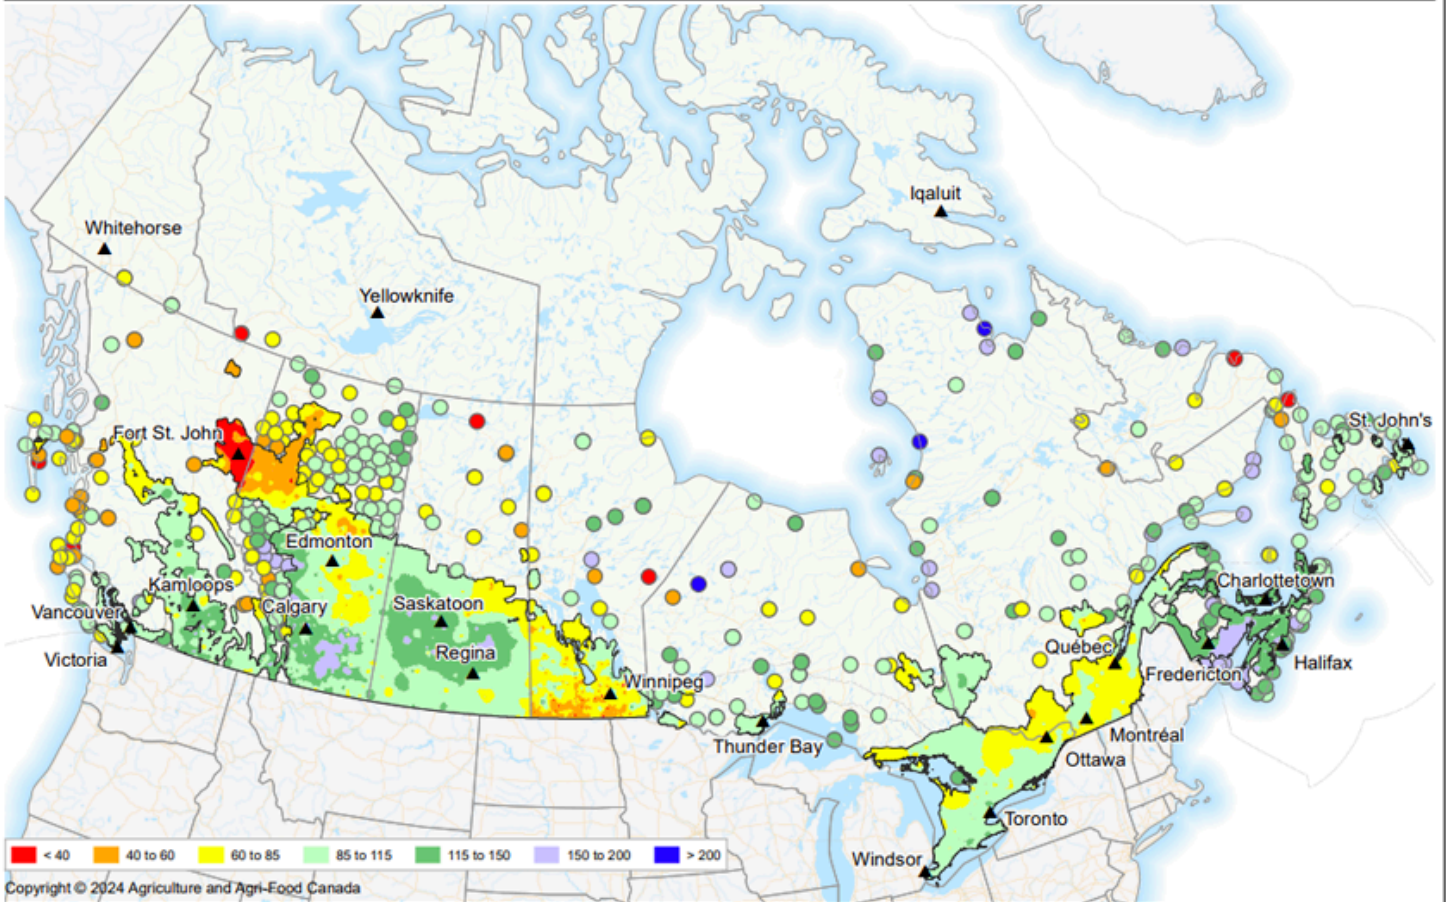 Iqaluit
Whitehorse
Yellowknife
St. John's
Fort St. John
Edmonton
Charlottetown
Kamloops
Calgary
Saskatoon
Vancouver
Québec
Regina
Victoria
Halifax
Fredericton
Winnipeg
Montréal
Thunder Bay
Ottawa
Toronto
Windsor
< 40 40 to 60 60 to 85 85 to 115 115 to 150 150 to 200 > 200
Copyright © 2024 Agriculture and Agri-Food Canada